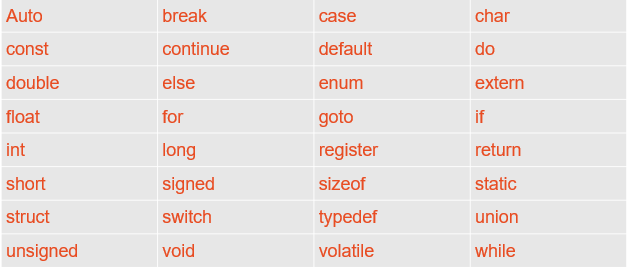 Auto break case char
const continue default do
double else enum extern
float for goto if
int long register return
short signed sizeof static
struct switch typedef union
unsigned void volatile while